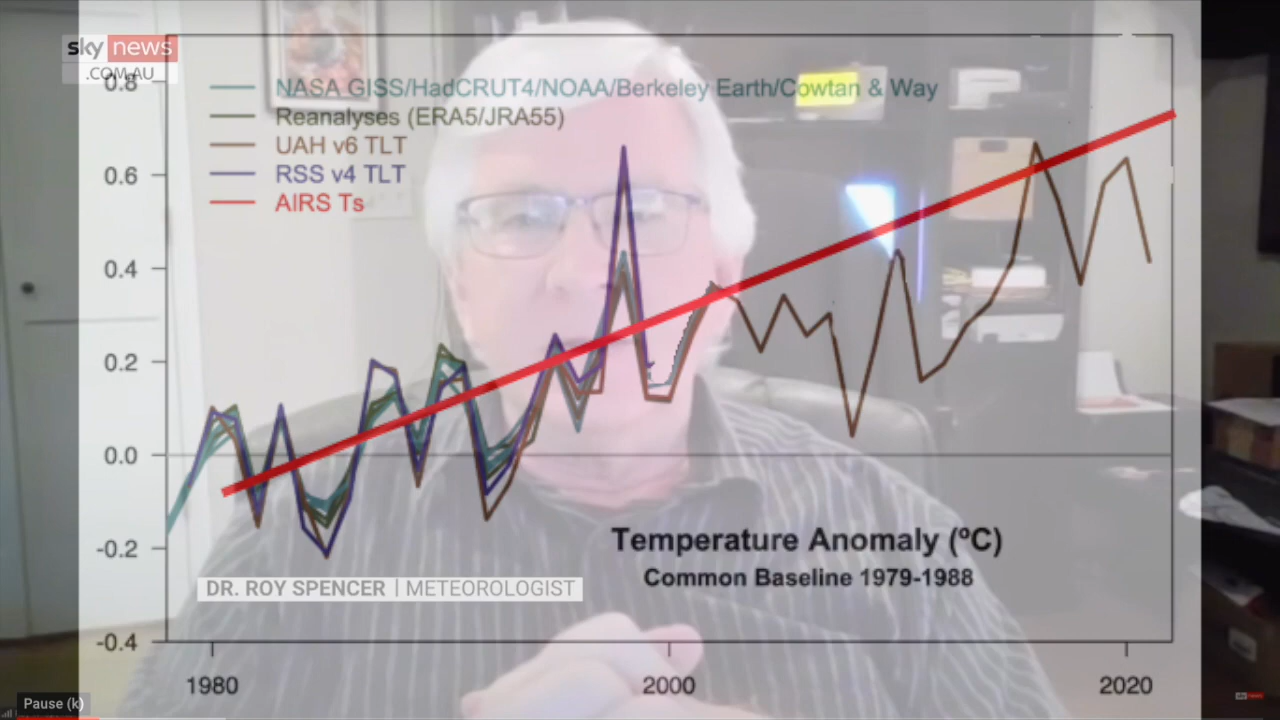 sky news
.COM.AU
NASA GISS/HadCRUT4/NOAA/Berkeley Earth/Cowtan & Way
Reanalyses (ERA5/JRA55)
UAH v6 TLT
RSS v4 TLT
AIRS Ts
0.8
0.6
0.4
0.2
0.0
-0.2
-0.4
Temperature Anomaly (ºC)
Common Baseline 1979-1988
DR. ROY SPENCER | METEOROLOGIST
1980
2000
2020
Pause (k)
sky news